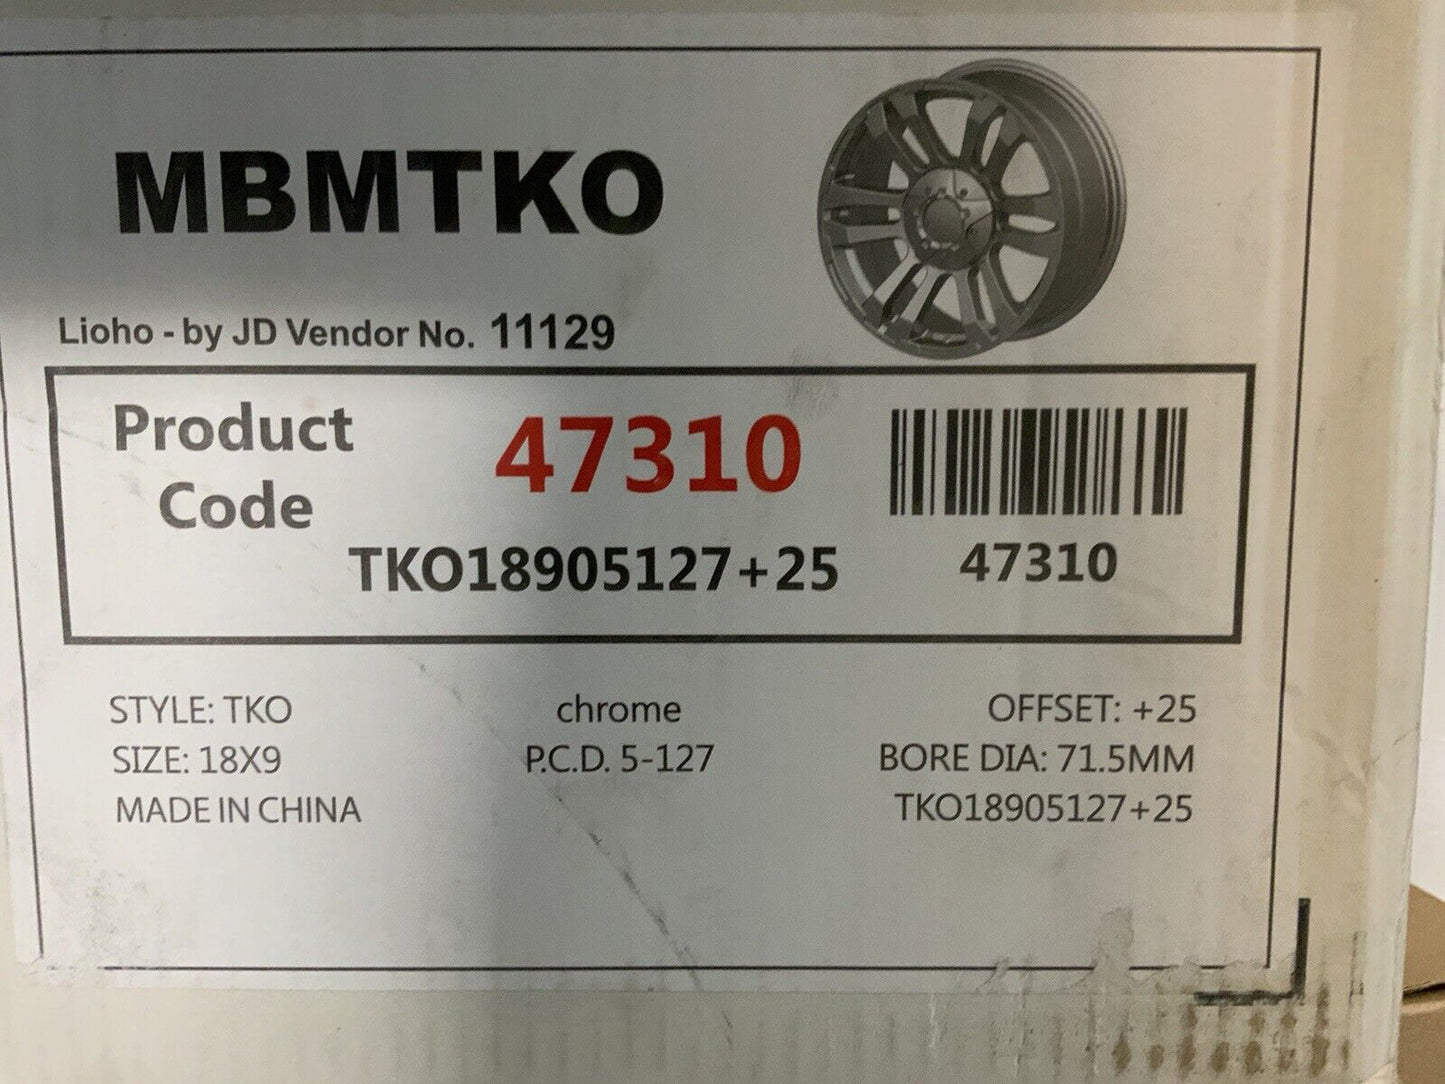 MBMTKO
Lioho - by JD Vendor No. 11129
Product Code 47310
TKO18905127+25
47310
STYLE: TKO chrome OFFSET: +25
SIZE: 18X9 P.C.D. 5-127 BORE DIA: 71.5MM
MADE IN CHINA TKO18905127+25